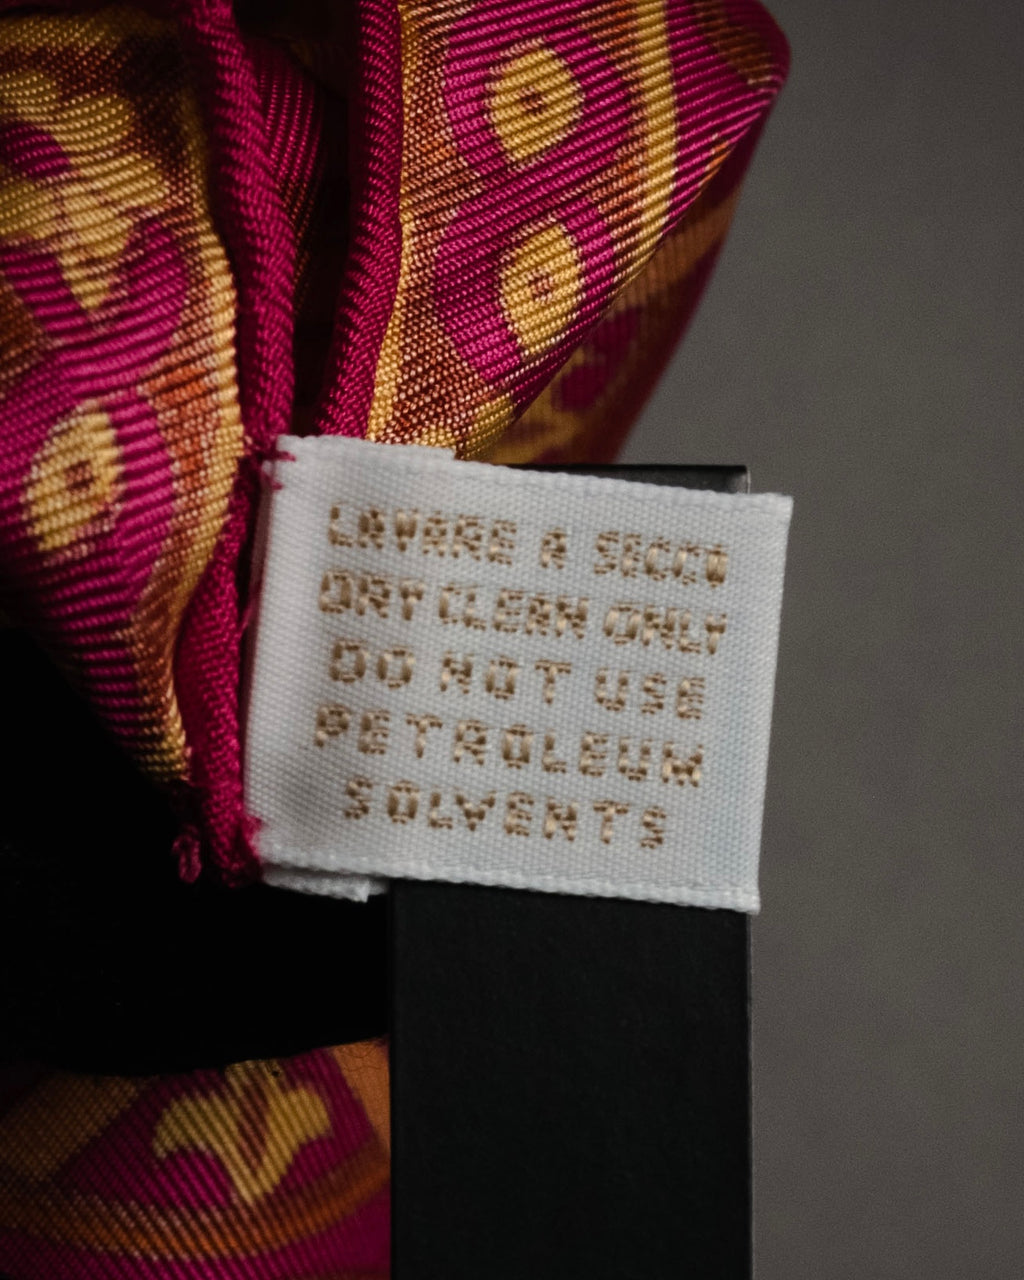 LAVARE A SECCO
DRY CLEAN ONLY
DO NOT USE
PETROLEUM
SOLVENTS